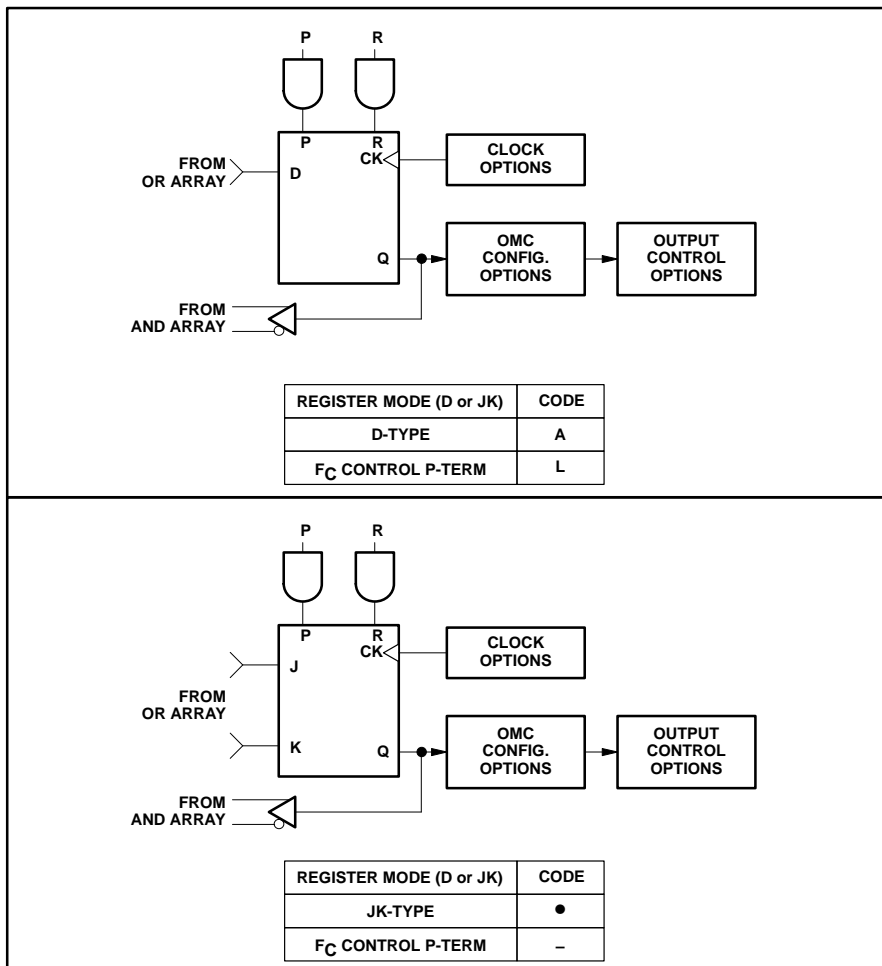 P R
P R
CK
CLOCK
OPTIONS
FROM
OR ARRAY
D
Q
OMC
CONFIG.
OPTIONS
OUTPUT
CONTROL
OPTIONS
FROM
AND ARRAY
REGISTER MODE (D or JK) CODE
D-TYPE A
FC CONTROL P-TERM L
P R
P R
CK
CLOCK
OPTIONS
J
FROM
OR ARRAY
K
Q
OMC
CONFIG.
OPTIONS
OUTPUT
CONTROL
OPTIONS
FROM
AND ARRAY
REGISTER MODE (D or JK) CODE
JK-TYPE ●
FC CONTROL P-TERM –